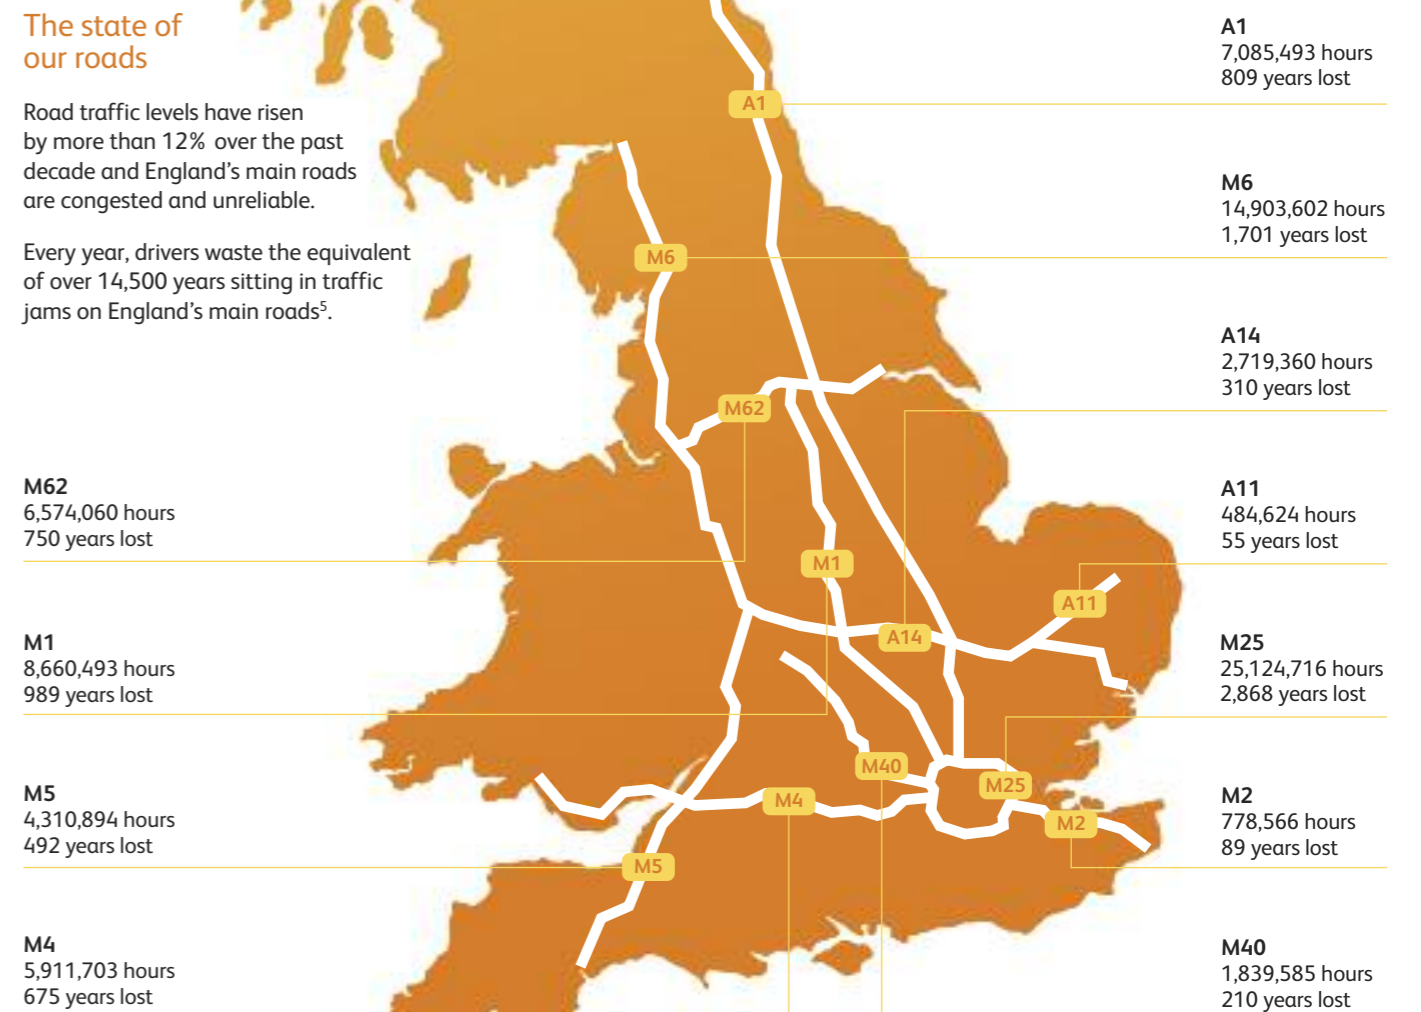 The state of
our roads
Road traffic levels have risen
by more than 12% over the past
decade and England’s main roads
are congested and unreliable.
Every year, drivers waste the equivalent
of over 14,500 years sitting in traffic
jams on England’s main roads⁵.
M62
6,574,060 hours
750 years lost
M1
8,660,493 hours
989 years lost
M5
4,310,894 hours
492 years lost
M4
5,911,703 hours
675 years lost
A1
M6
M62
M1
A11
A14
M40
M25
M4
M2
M5
A1
7,085,493 hours
809 years lost
M6
14,903,602 hours
1,701 years lost
A14
2,719,360 hours
310 years lost
A11
484,624 hours
55 years lost
M25
25,124,716 hours
2,868 years lost
M2
778,566 hours
89 years lost
M40
1,839,585 hours
210 years lost